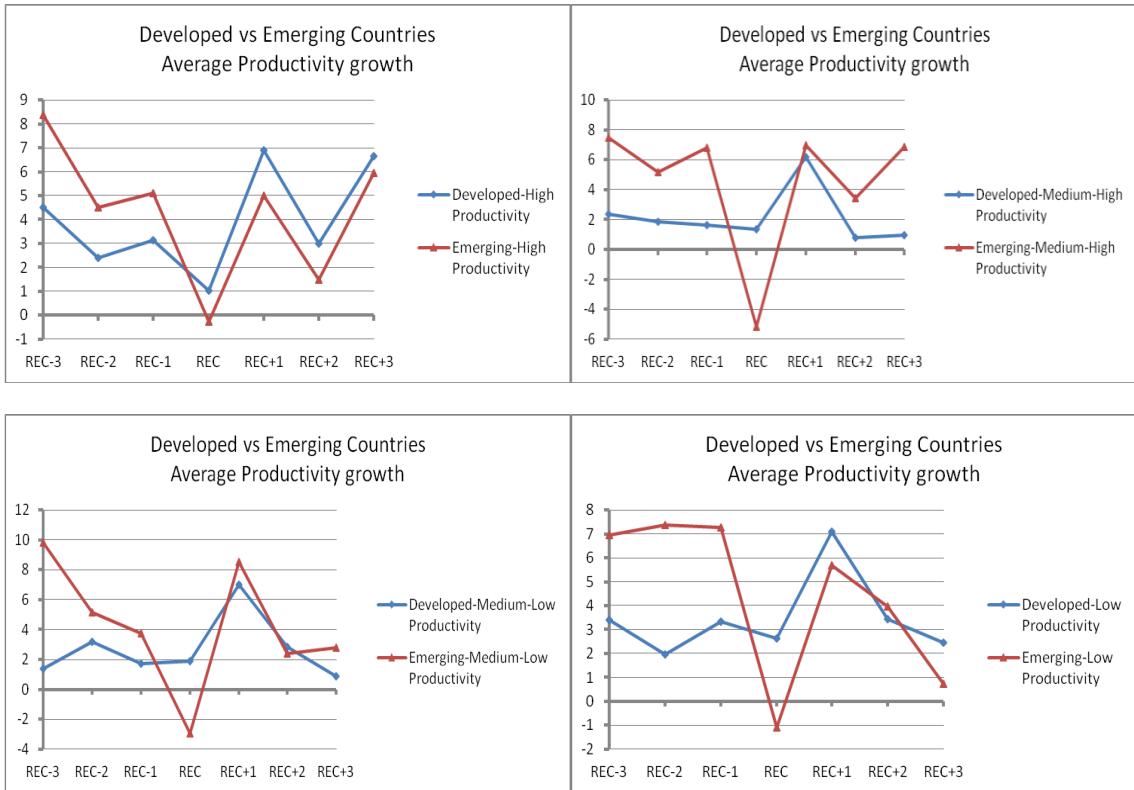 Developed vs Emerging Countries
Average Productivity growth
9
8
7
6
5
4
3
2
1
0
-1
REC-3 REC-2 REC-1 REC REC+1 REC+2 REC+3
Developed-High
Productivity
Emerging-High
Productivity
Developed vs Emerging Countries
Average Productivity growth
10
8
6
4
2
0
-2
-4
-6
REC-3 REC-2 REC-1 REC REC+1 REC+2 REC+3
Developed-Medium-High
Productivity
Emerging-Medium-High
Productivity
Developed vs Emerging Countries
Average Productivity growth
12
10
8
6
4
2
0
-2
-4
REC-3 REC-2 REC-1 REC REC+1 REC+2 REC+3
Developed-Medium-Low
Productivity
Emerging-Medium-Low
Productivity
Developed vs Emerging Countries
Average Productivity growth
8
7
6
5
4
3
2
1
0
-1
-2
REC-3 REC-2 REC-1 REC REC+1 REC+2 REC+3
Developed-Low
Productivity
Emerging-Low
Productivity